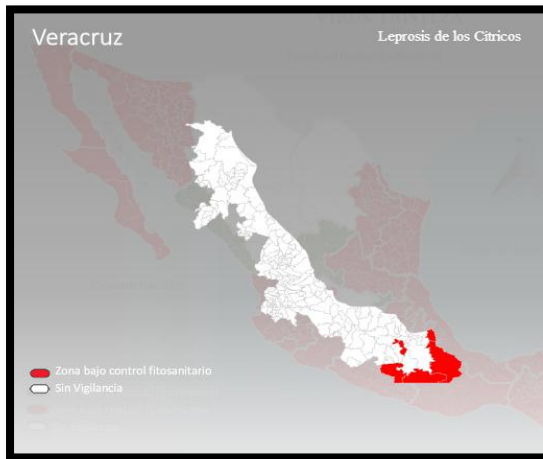 Veracruz
Leprosis de los Cítricos
Zona bajo control fitosanitario
Sin Vigilancia